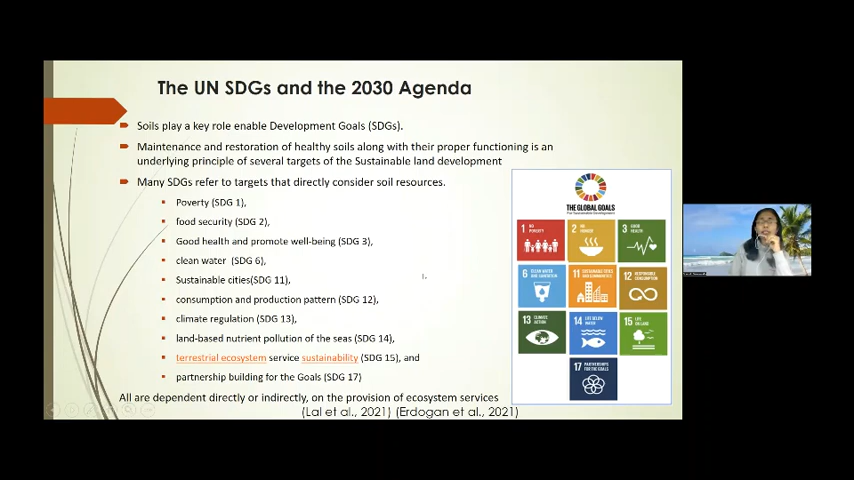 The UN SDGs and the 2030 Agenda
Soils play a key role enable Development Goals (SDGs).
Maintenance and restoration of healthy soils along with their proper functioning is an
underlying principle of several targets of the Sustainable land development
Many SDGs refer to targets that directly consider soil resources.
Poverty (SDG 1),
food security (SDG 2),
Good health and promote well-being (SDG 3),
clean water (SDG 6),
Sustainable cities(SDG 11),
consumption and production pattern (SDG 12),
climate regulation (SDG 13),
land-based nutrient pollution of the seas (SDG 14),
terrestrial ecosystem service sustainability (SDG 15), and
partnership building for the Goals (SDG 17)
All are dependent directly or indirectly, on the provision of ecosystem services
(Lal et al., 2021) (Erdogan et al., 2021)
THE GLOBAL GOALS
For Sustainable Development
1 NO POVERTY
2 NO HUNGER
3 GOOD HEALTH
6 CLEAN WATER AND SANITATION
11 SUSTAINABLE CITIES AND COMMUNITIES
12 RESPONSIBLE CONSUMPTION
13 CLIMATE ACTION
14 LIFE BELOW WATER
15 LIFE ON LAND
17 PARTNERSHIPS FOR THE GOALS